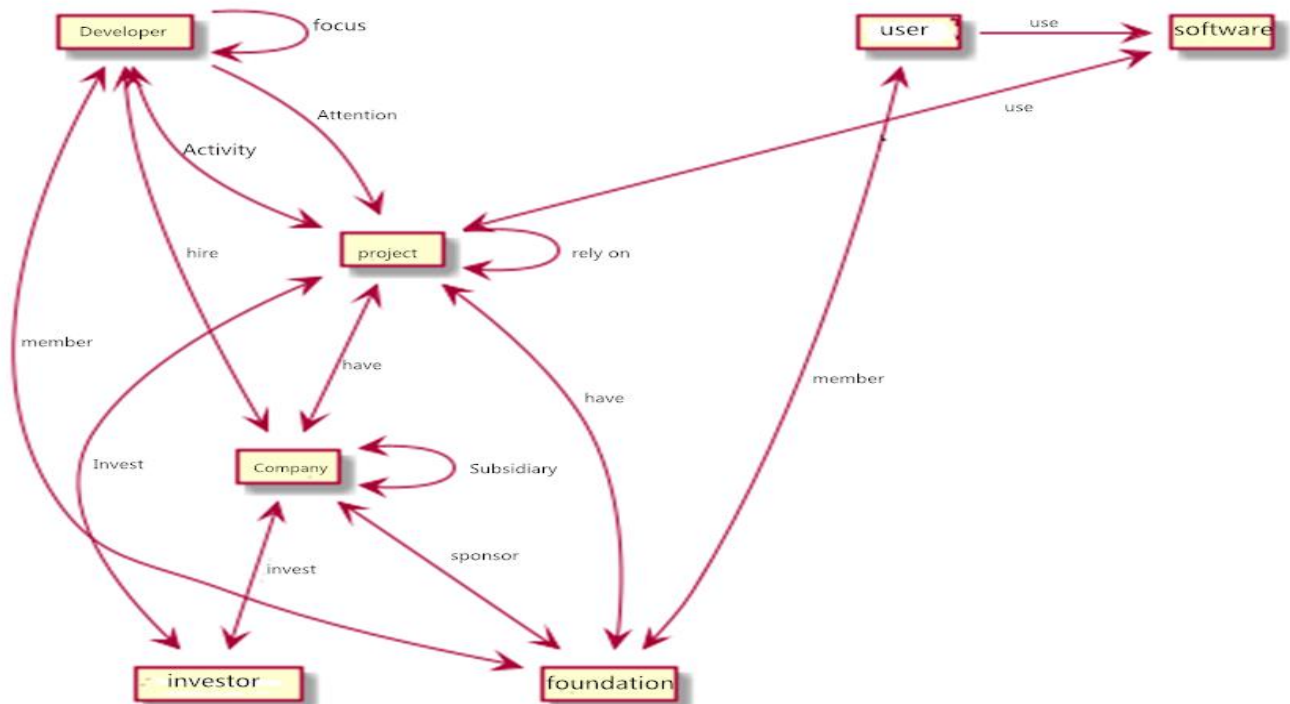 Developer
focus
user
use
software
Attention
use
Activity
project
rely on
hire
member
have
member
have
Invest
Company
Subsidiary
sponsor
invest
investor
foundation